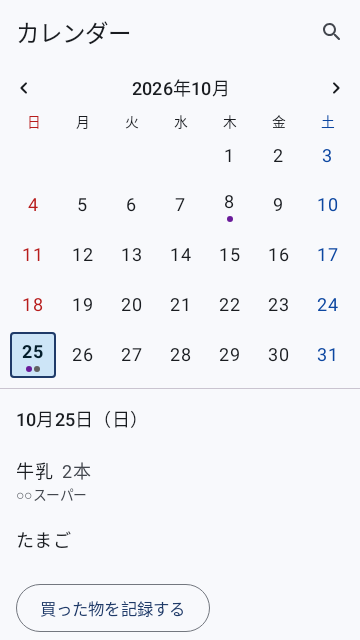 カレンダー
2026年10月
日 月 火 水 木 金 土
1 2 3
4 5 6 7 8 9 10
11 12 13 14 15 16 17
18 19 20 21 22 23 24
25 26 27 28 29 30 31
10月25日（日）
牛乳 2本
○○スーパー
たまご
買った物を記録する